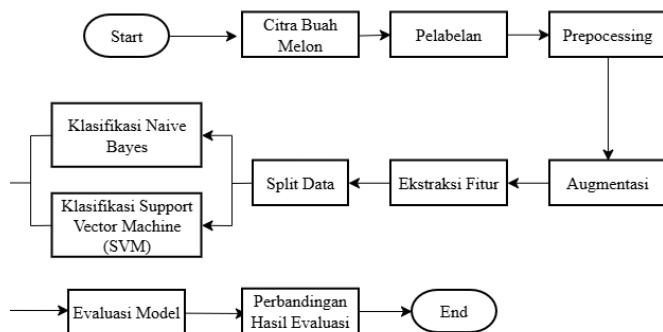 Start
Citra Buah
Melon
Pelabelan
Prepocessing
Klasifikasi Naive
Bayes
Klasifikasi Support
Vector Machine
(SVM)
Split Data
Ekstraksi Fitur
Augmentasi
Evaluasi Model
Perbandingan
Hasil Evaluasi
End